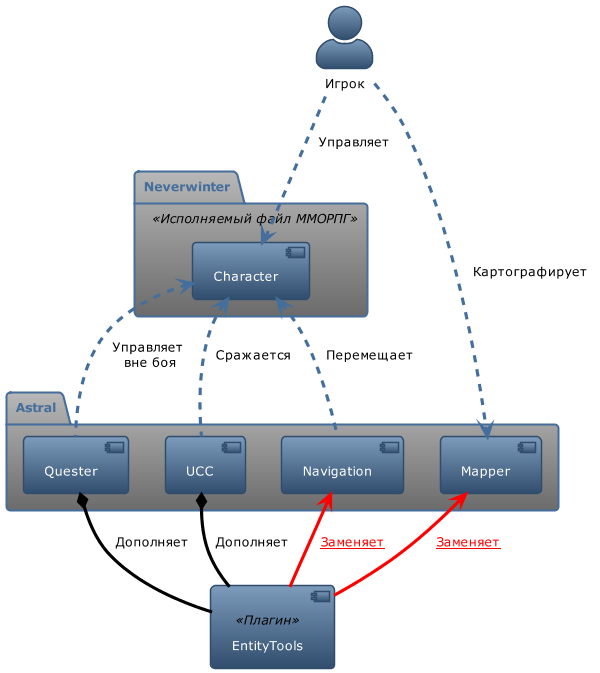 Игрок
Управляет
Neverwinter
«Исполняемый файл ММОРПГ»
Character
Картографирует
Управляет
вне боя
Сражается
Перемещает
Astral
Quester
UCC
Navigation
Mapper
Дополняет
Дополняет
Заменяет
Заменяет
«Плагин»
EntityTools